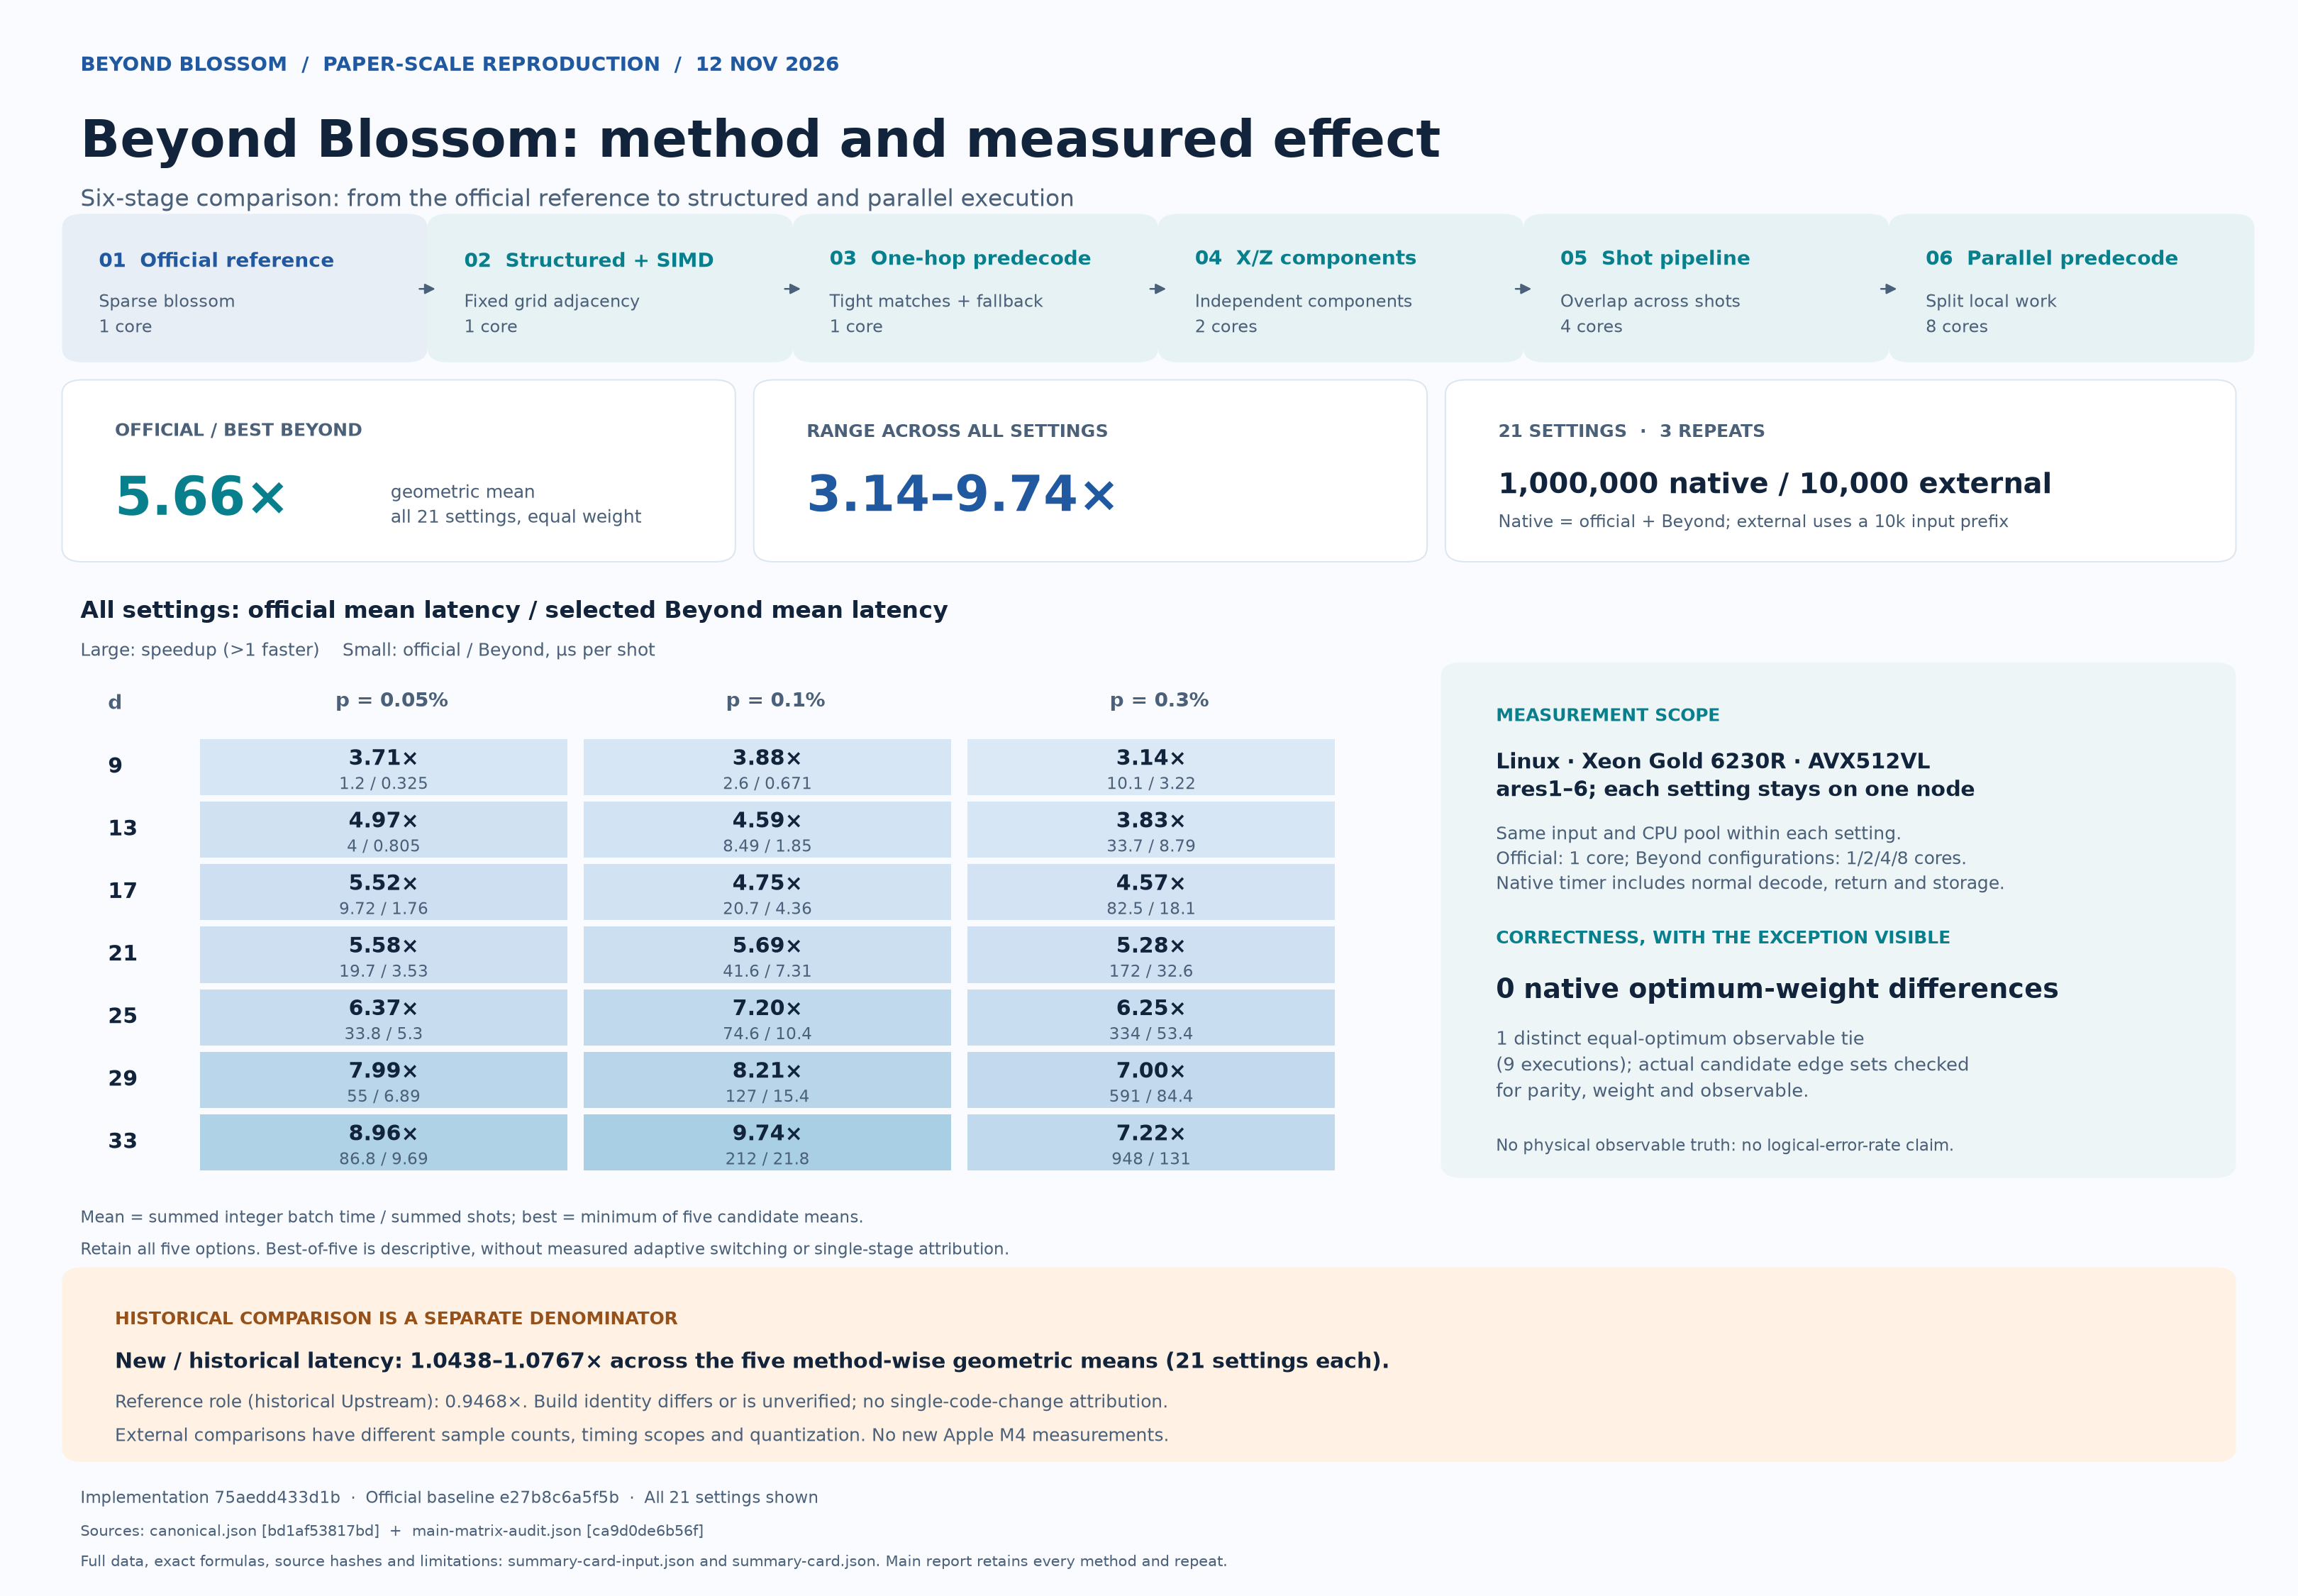 BEYOND BLOSSOM / PAPER-SCALE REPRODUCTION / 12 NOV 2026
Beyond Blossom: method and measured effect
Six-stage comparison: from the official reference to structured and parallel execution
01 Official reference
Sparse blossom
1 core
02 Structured + SIMD
Fixed grid adjacency
1 core
03 One-hop predecode
Tight matches + fallback
1 core
04 X/Z components
Independent components
2 cores
05 Shot pipeline
Overlap across shots
4 cores
06 Parallel predecode
Split local work
8 cores
OFFICIAL / BEST BEYOND
5.66×
geometric mean
all 21 settings, equal weight
RANGE ACROSS ALL SETTINGS
3.14–9.74×
21 SETTINGS · 3 REPEATS
1,000,000 native / 10,000 external
Native = official + Beyond; external uses a 10k input prefix
All settings: official mean latency / selected Beyond mean latency
Large: speedup (>1 faster) Small: official / Beyond, µs per shot
d p = 0.05% p = 0.1% p = 0.3%
9 3.71× 3.88× 3.14×
1.2 / 0.325 2.6 / 0.671 10.1 / 3.22
13 4.97× 4.59× 3.83×
4 / 0.805 8.49 / 1.85 33.7 / 8.79
17 5.52× 4.75× 4.57×
9.72 / 1.76 20.7 / 4.36 82.5 / 18.1
21 5.58× 5.69× 5.28×
19.7 / 3.53 41.6 / 7.31 172 / 32.6
25 6.37× 7.20× 6.25×
33.8 / 5.3 74.6 / 10.4 334 / 53.4
29 7.99× 8.21× 7.00×
55 / 6.89 127 / 15.4 591 / 84.4
33 8.96× 9.74× 7.22×
86.8 / 9.69 212 / 21.8 948 / 131
MEASUREMENT SCOPE
Linux · Xeon Gold 6230R · AVX512VL
ares1–6; each setting stays on one node
Same input and CPU pool within each setting.
Official: 1 core; Beyond configurations: 1/2/4/8 cores.
Native timer includes normal decode, return and storage.
CORRECTNESS, WITH THE EXCEPTION VISIBLE
0 native optimum-weight differences
1 distinct equal-optimum observable tie
(9 executions); actual candidate edge sets checked
for parity, weight and observable.
No physical observable truth: no logical-error-rate claim.
Mean = summed integer batch time / summed shots; best = minimum of five candidate means.
Retain all five options. Best-of-five is descriptive, without measured adaptive switching or single-stage attribution.
HISTORICAL COMPARISON IS A SEPARATE DENOMINATOR
New / historical latency: 1.0438–1.0767× across the five method-wise geometric means (21 settings each).
Reference role (historical Upstream): 0.9468×. Build identity differs or is unverified; no single-code-change attribution.
External comparisons have different sample counts, timing scopes and quantization. No new Apple M4 measurements.
Implementation 75aedd433d1b · Official baseline e27b8c6a5f5b · All 21 settings shown
Sources: canonical.json [bd1af53817bd] + main-matrix-audit.json [ca9d0de6b56f]
Full data, exact formulas, source hashes and limitations: summary-card-input.json and summary-card.json. Main report retains every method and repeat.